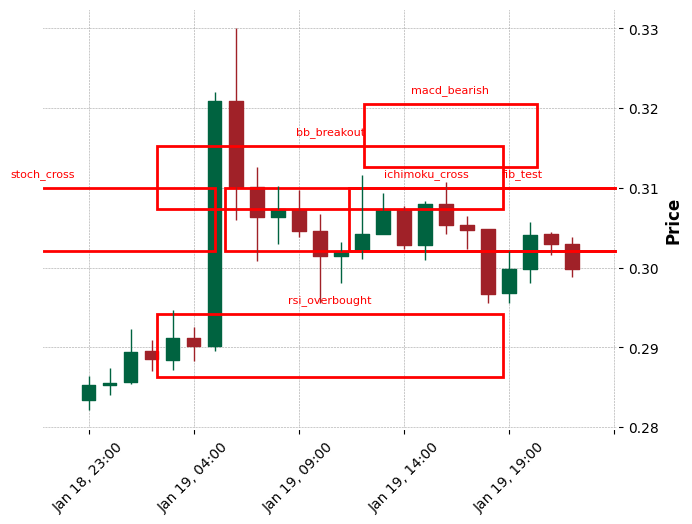 0.33
macd_bearish
0.32
bb_breakout
stoch_cross
ichimoku_cross
fib_test
0.31
Price
0.30
rsi_overbought
0.29
0.28
Jan 18, 23:00
Jan 19, 04:00
Jan 19, 09:00
Jan 19, 14:00
Jan 19, 19:00